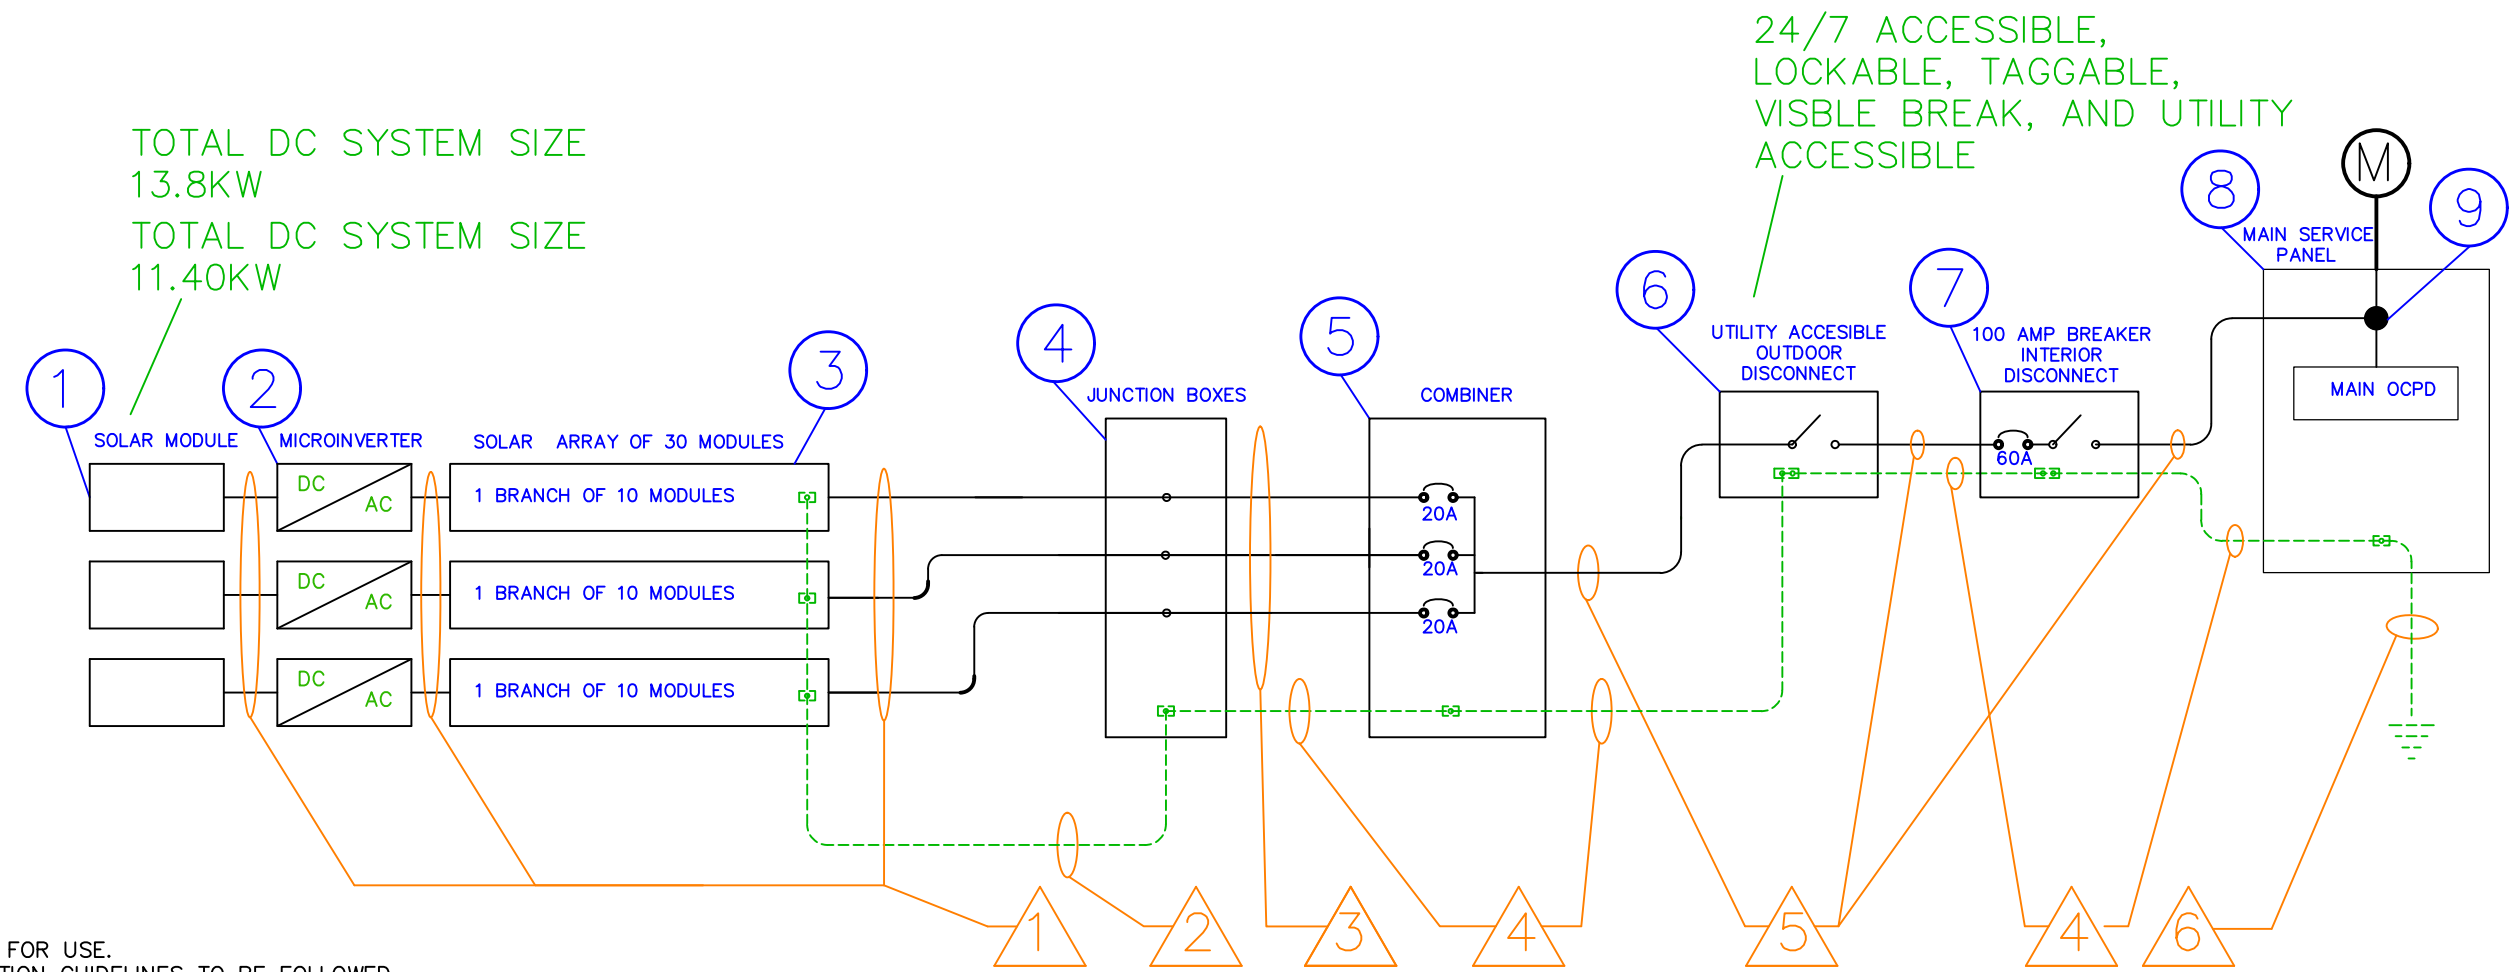 24/7 ACCESSIBLE,
LOCKABLE, TAGGABLE,
VISBLE BREAK, AND UTILITY
ACCESSIBLE
TOTAL DC SYSTEM SIZE
13.8KW
TOTAL DC SYSTEM SIZE
11.40KW
1
2
3
4
5
6
7
8
M
9
SOLAR MODULE
MICROINVERTER
SOLAR ARRAY OF 30 MODULES
JUNCTION BOXES
COMBINER
UTILITY ACCESIBLE
OUTDOOR
DISCONNECT
100 AMP BREAKER
INTERIOR
DISCONNECT
MAIN SERVICE
PANEL
MAIN OCPD
DC
AC
1 BRANCH OF 10 MODULES
20A
60A
DC
AC
1 BRANCH OF 10 MODULES
20A
DC
AC
1 BRANCH OF 10 MODULES
20A
1
2
3
4
5
4
6
FOR USE.
GUIDELINES TO BE FOLLOWED